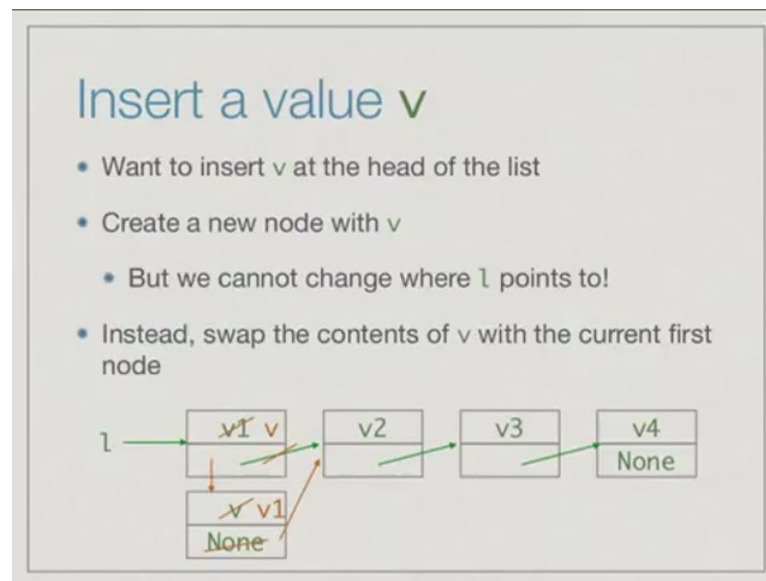 Insert a value v
• Want to insert v at the head of the list
• Create a new node with v
• But we cannot change where l points to!
• Instead, swap the contents of v with the current first
node
l
v1 v
v2
v3
v4
None
v v1
None